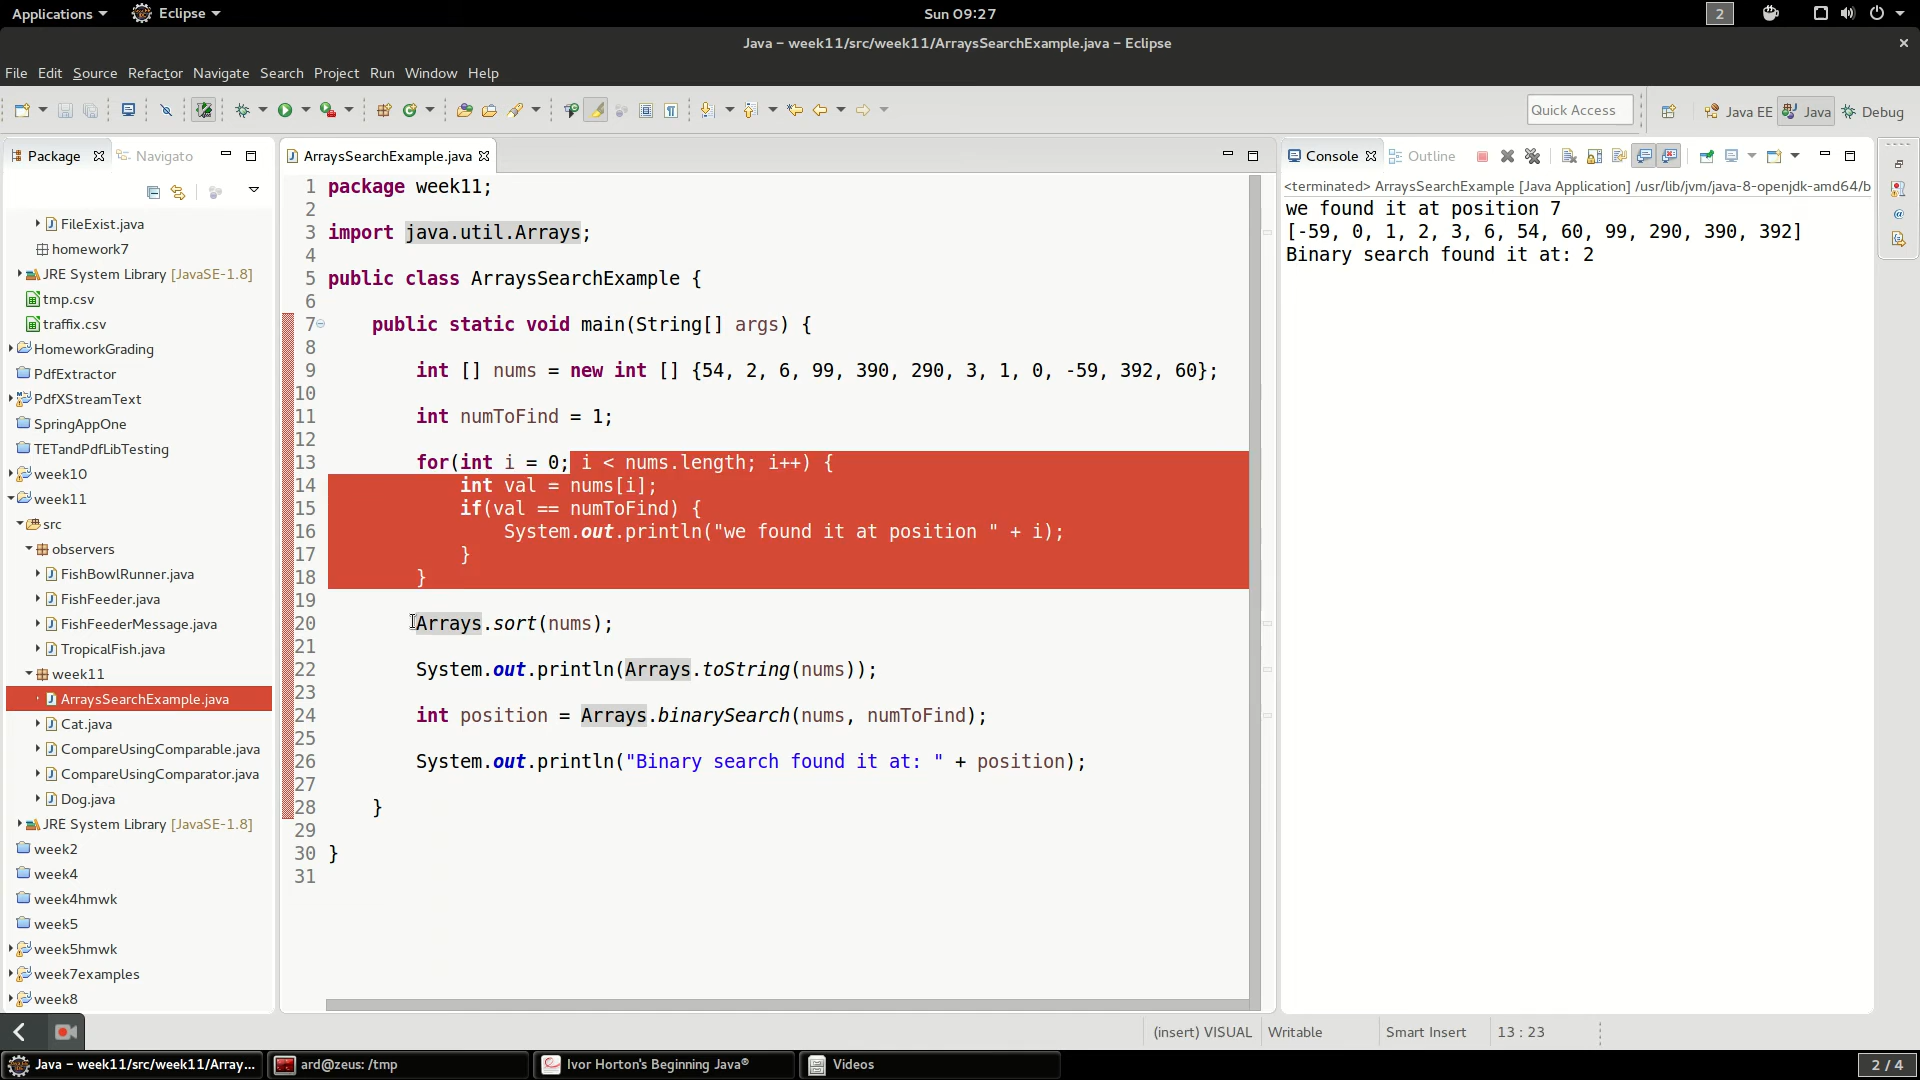 Applications Eclipse Sun 09:27 2
Java – week11/src/week11/ArraysSearchExample.java – Eclipse
File Edit Source Refactor Navigate Search Project Run Window Help
Quick Access Java EE Java Debug
Package Navigato
FileExist.java
homework7
JRE System Library [JavaSE-1.8]
tmp.csv
traffix.csv
HomeworkGrading
PdfExtractor
PdfXStreamText
SpringAppOne
TETandPdfLibTesting
week10
week11
src
observers
FishBowlRunner.java
FishFeeder.java
FishFeederMessage.java
TropicalFish.java
week11
ArraysSearchExample.java
Cat.java
CompareUsingComparable.java
CompareUsingComparator.java
Dog.java
JRE System Library [JavaSE-1.8]
week2
week4
week4hmwk
week5
week5hmwk
week7examples
week8
ArraysSearchExample.java
1 package week11;
2
3 import java.util.Arrays;
4
5 public class ArraysSearchExample {
6
7 public static void main(String[] args) {
8
9 int [] nums = new int [] {54, 2, 6, 99, 390, 290, 3, 1, 0, -59, 392, 60};
10
11 int numToFind = 1;
12
13 for(int i = 0; i < nums.length; i++) {
14 int val = nums[i];
15 if(val == numToFind) {
16 System.out.println("we found it at position " + i);
17 }
18 }
19
20 Arrays.sort(nums);
21
22 System.out.println(Arrays.toString(nums));
23
24 int position = Arrays.binarySearch(nums, numToFind);
25
26 System.out.println("Binary search found it at: " + position);
27
28 }
29
30 }
31
Console Outline
<terminated> ArraysSearchExample [Java Application] /usr/lib/jvm/java-8-openjdk-amd64/b
we found it at position 7
[-59, 0, 1, 2, 3, 6, 54, 60, 99, 290, 390, 392]
Binary search found it at: 2
(insert) VISUAL Writable Smart Insert 13 : 23
Java – week11/src/week11/Array... ard@zeus: /tmp Ivor Horton's Beginning Java® Videos 2 / 4